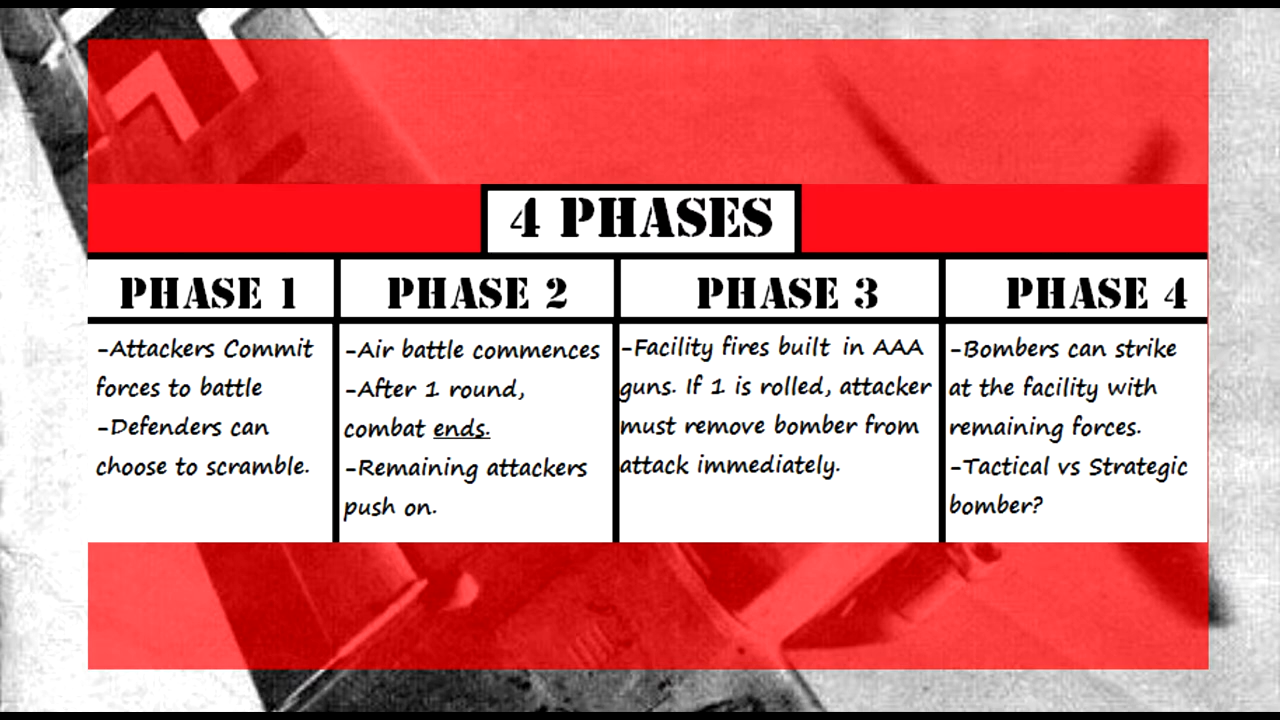 4 PHASES
PHASE 1
-Attackers Commit
forces to battle
-Defenders can
choose to scramble.
PHASE 2
-Air battle commences
-After 1 round,
combat ends.
-Remaining attackers
push on.
PHASE 3
-Facility fires built in AAA
guns. If 1 is rolled, attacker
must remove bomber from
attack immediately.
PHASE 4
-Bombers can strike
at the facility with
remaining forces.
-Tactical vs Strategic
bomber?